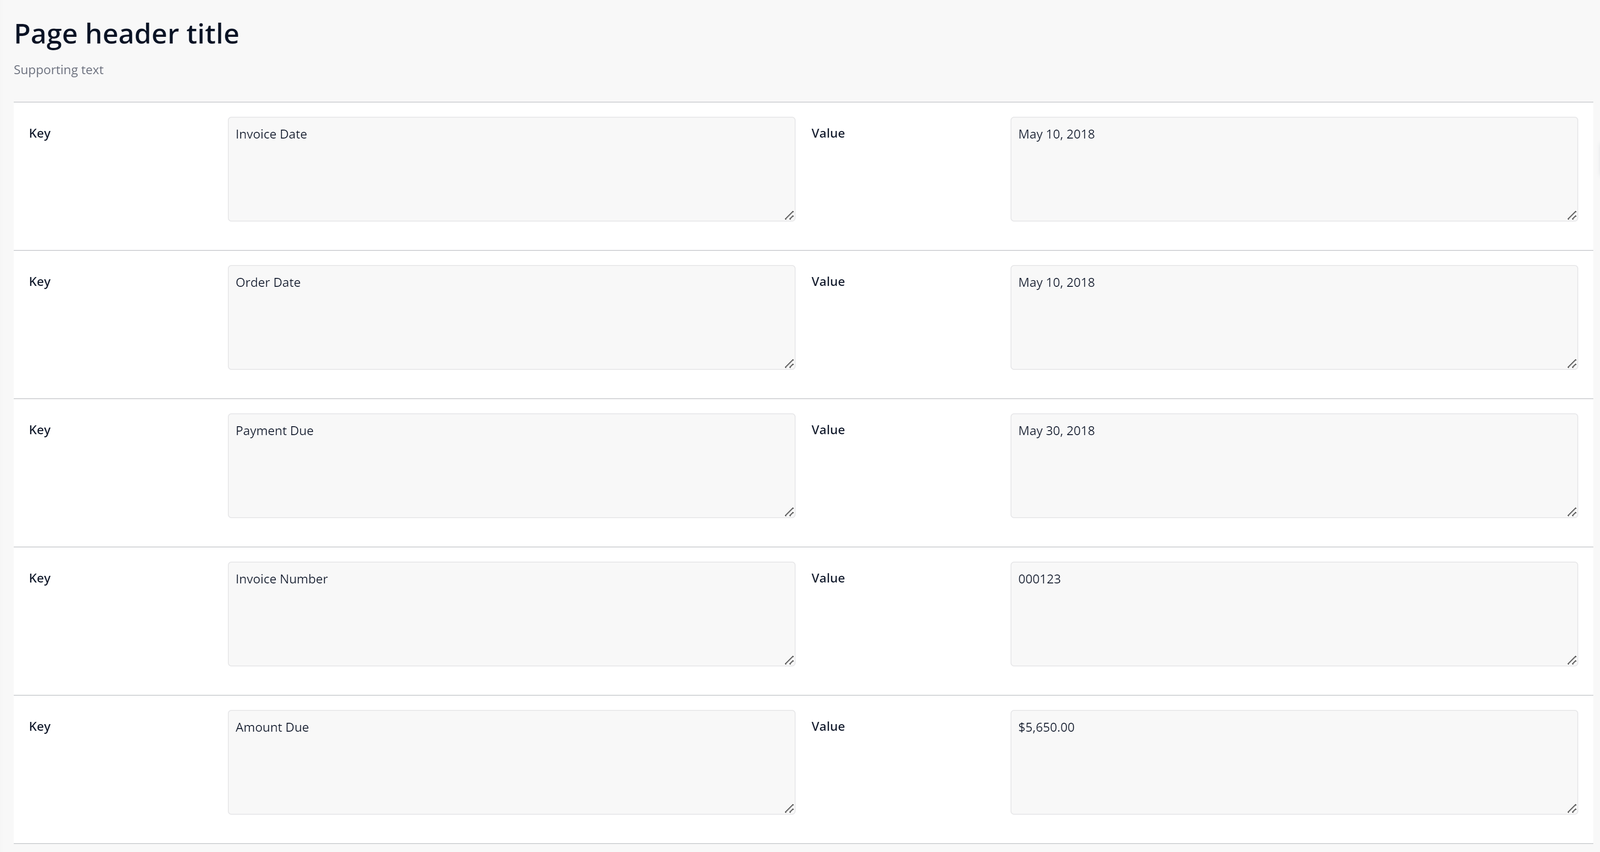 Page header title
Supporting text
Key Invoice Date Value May 10, 2018
Key Order Date Value May 10, 2018
Key Payment Due Value May 30, 2018
Key Invoice Number Value 000123
Key Amount Due Value $5,650.00